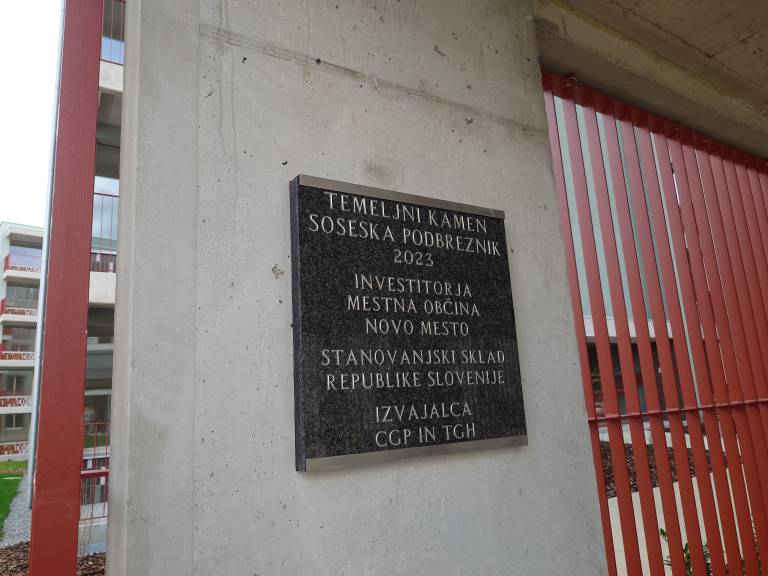 TEMELJNI KAMEN
SOSESKA PODBREZNIK
2023
INVESTITORJA
MESTNA OBČINA
NOVO MESTO
STANOVANJSKI SKLAD
REPUBLIKE SLOVENIJE
IZVAJALCA
CGP IN TGH